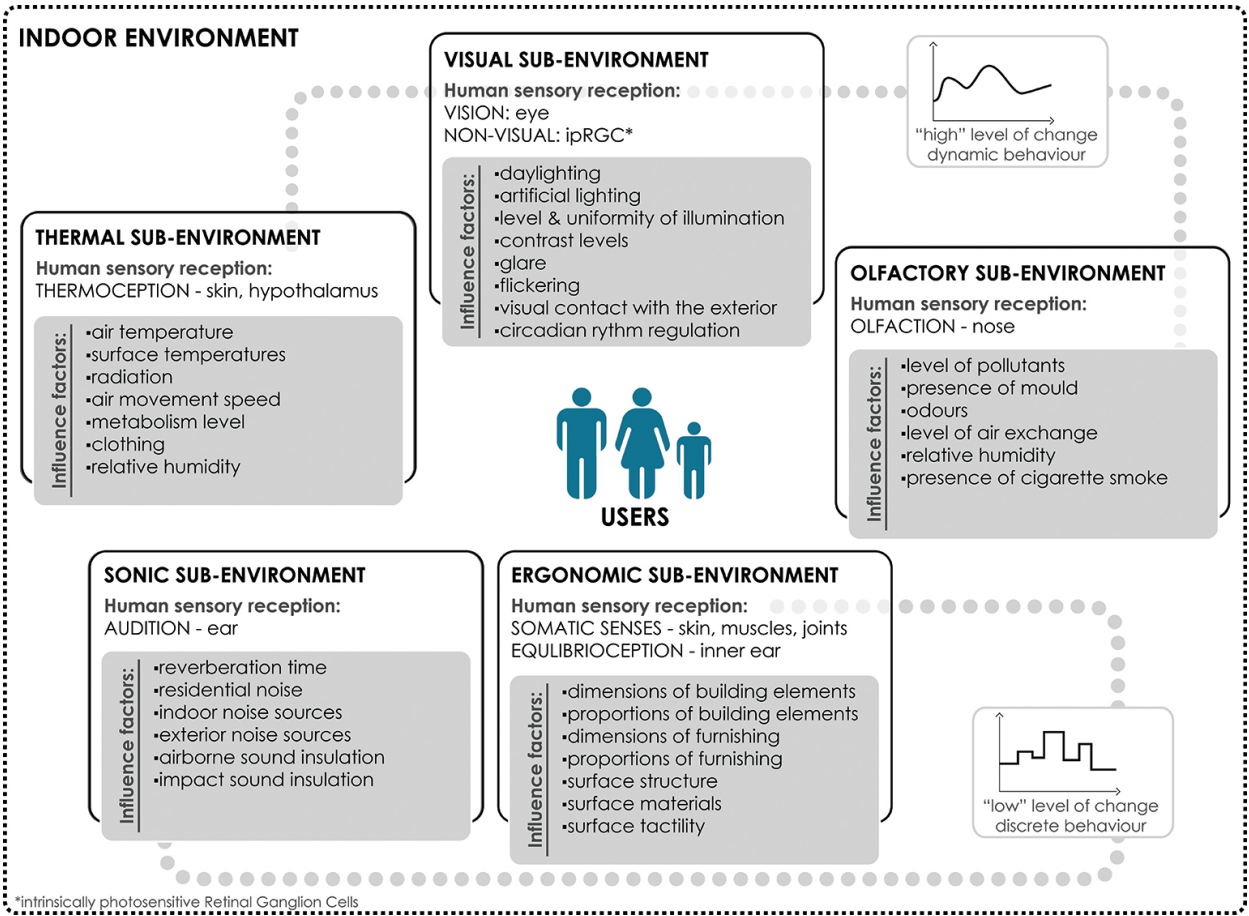 INDOOR ENVIRONMENT
VISUAL SUB-ENVIRONMENT
Human sensory reception:
VISION: eye
NON-VISUAL: ipRGC*
Influence factors:
▪daylighting
▪artificial lighting
▪level & uniformity of illumination
▪contrast levels
▪glare
▪flickering
▪visual contact with the exterior
▪circadian rythm regulation
"high" level of change
dynamic behaviour
THERMAL SUB-ENVIRONMENT
Human sensory reception:
THERMOCEPTION - skin, hypothalamus
Influence factors:
▪air temperature
▪surface temperatures
▪radiation
▪air movement speed
▪metabolism level
▪clothing
▪relative humidity
OLFACTORY SUB-ENVIRONMENT
Human sensory reception:
OLFACTION - nose
Influence factors:
▪level of pollutants
▪presence of mould
▪odours
▪level of air exchange
▪relative humidity
▪presence of cigarette smoke
USERS
SONIC SUB-ENVIRONMENT
Human sensory reception:
AUDITION - ear
Influence factors:
▪reverberation time
▪residential noise
▪indoor noise sources
▪exterior noise sources
▪airborne sound insulation
▪impact sound insulation
ERGONOMIC SUB-ENVIRONMENT
Human sensory reception:
SOMATIC SENSES - skin, muscles, joints
EQULIBRIOCEPTION - inner ear
Influence factors:
▪dimensions of building elements
▪proportions of building elements
▪dimensions of furnishing
▪proportions of furnishing
▪surface structure
▪surface materials
▪surface tactility
"low" level of change
discrete behaviour
*intrinsically photosensitive Retinal Ganglion Cells